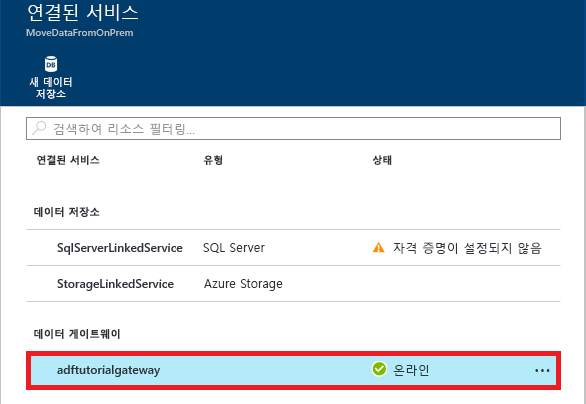 연결된 서비스
MoveDataFromOnPrem
DB
새 데이터
저장소
검색하여 리소스 필터링...
연결된 서비스 유형 상태
데이터 저장소
SqlServerLinkedService SQL Server 자격 증명이 설정되지 않음
StorageLinkedService Azure Storage
데이터 게이트웨이
adftutorialgateway 온라인